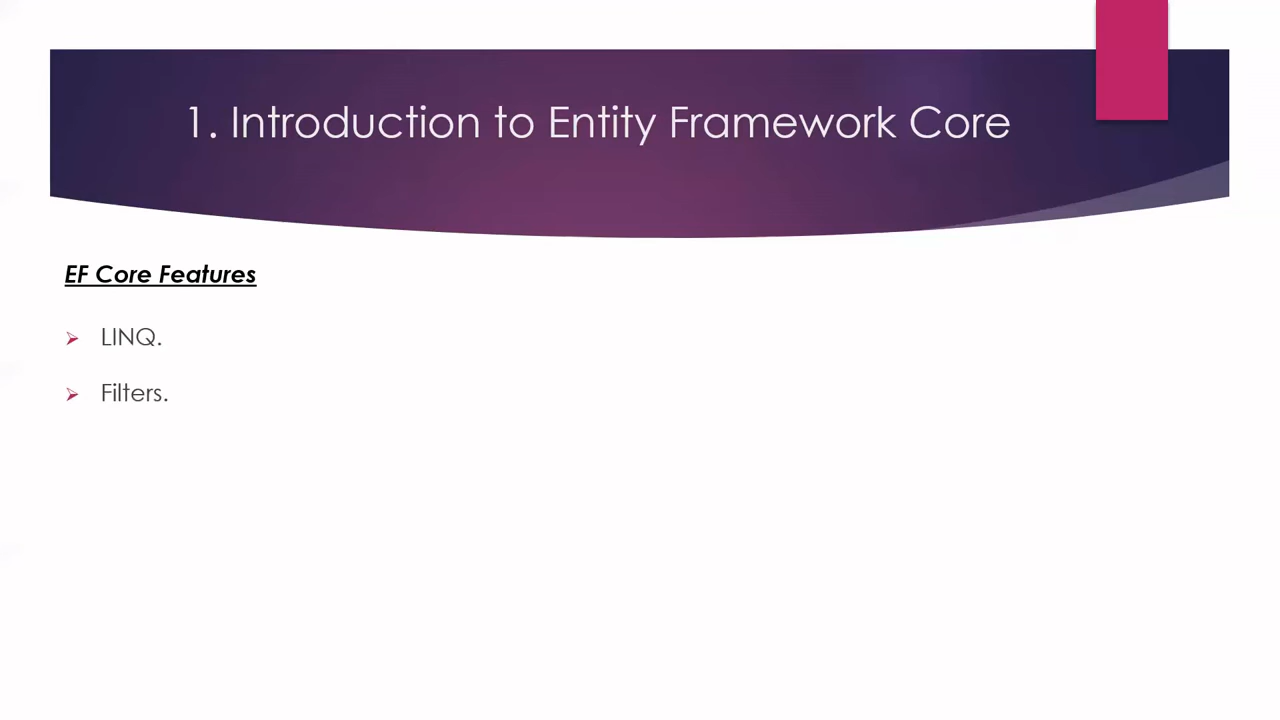 1. Introduction to Entity Framework Core
EF Core Features
LINQ.
Filters.